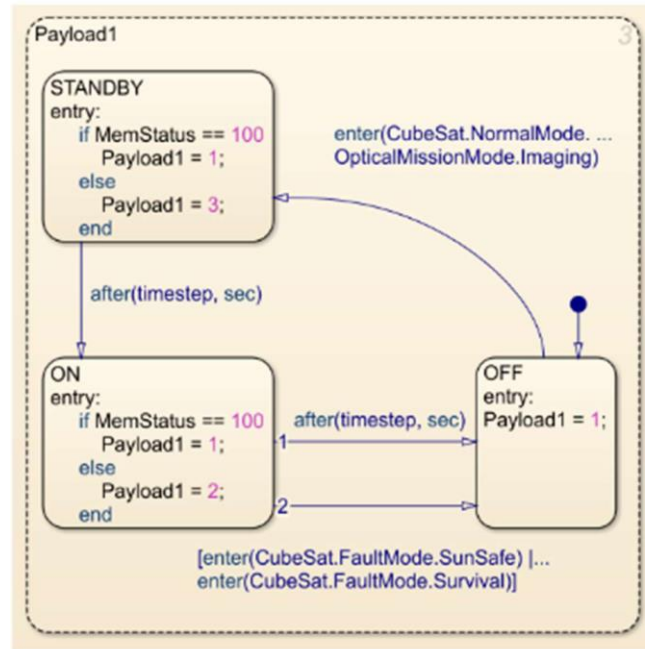 Payload1
3
STANDBY
entry:
if MemStatus == 100
Payload1 = 1;
else
Payload1 = 3;
end
enter(CubeSat.NormalMode. ...
OpticalMissionMode.Imaging)
after(timestep, sec)
ON
entry:
if MemStatus == 100
Payload1 = 1;
else
Payload1 = 2;
end
1
after(timestep, sec)
2
OFF
entry:
Payload1 = 1;
[enter(CubeSat.FaultMode.SunSafe) |...
enter(CubeSat.FaultMode.Survival)]